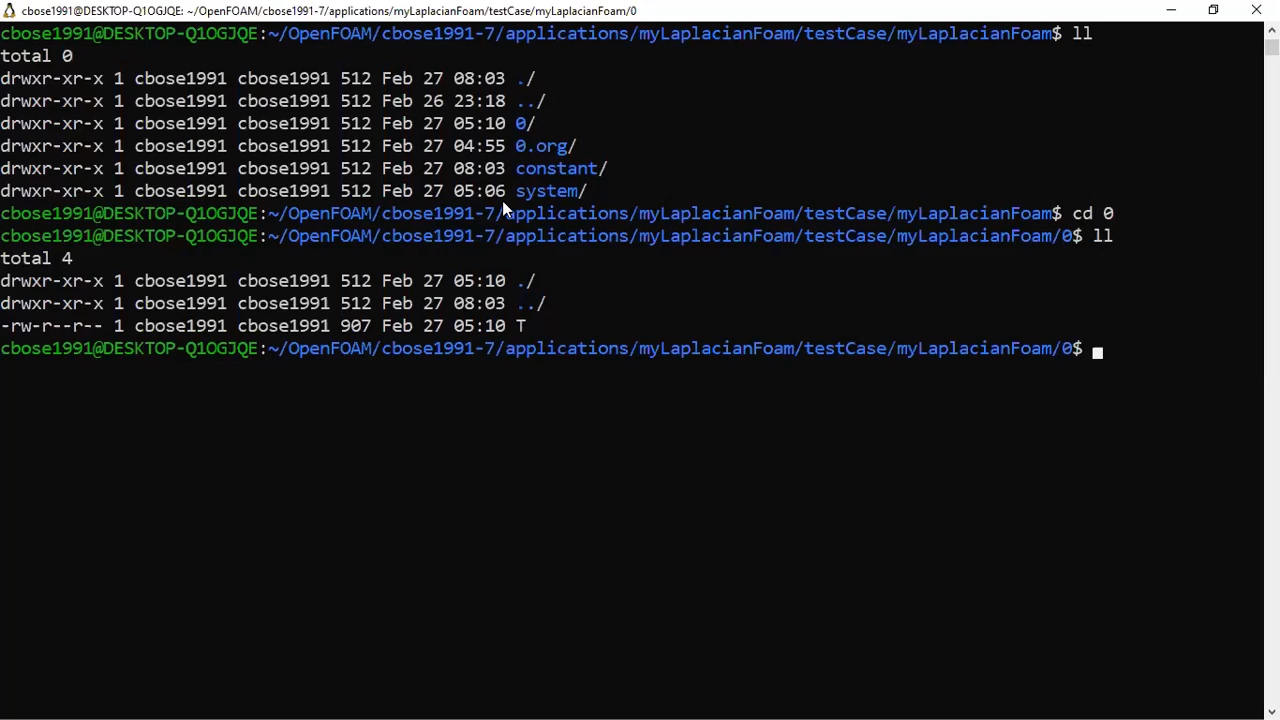 cbose1991@DESKTOP-Q1OGJQE: ~/OpenFOAM/cbose1991-7/applications/myLaplacianFoam/testCase/myLaplacianFoam/0
cbose1991@DESKTOP-Q1OGJQE:~/OpenFOAM/cbose1991-7/applications/myLaplacianFoam/testCase/myLaplacianFoam$ ll
total 0
drwxr-xr-x 1 cbose1991 cbose1991 512 Feb 27 08:03 ./
drwxr-xr-x 1 cbose1991 cbose1991 512 Feb 26 23:18 ../
drwxr-xr-x 1 cbose1991 cbose1991 512 Feb 27 05:10 0/
drwxr-xr-x 1 cbose1991 cbose1991 512 Feb 27 04:55 0.org/
drwxr-xr-x 1 cbose1991 cbose1991 512 Feb 27 08:03 constant/
drwxr-xr-x 1 cbose1991 cbose1991 512 Feb 27 05:06 system/
cbose1991@DESKTOP-Q1OGJQE:~/OpenFOAM/cbose1991-7/applications/myLaplacianFoam/testCase/myLaplacianFoam$ cd 0
cbose1991@DESKTOP-Q1OGJQE:~/OpenFOAM/cbose1991-7/applications/myLaplacianFoam/testCase/myLaplacianFoam/0$ ll
total 4
drwxr-xr-x 1 cbose1991 cbose1991 512 Feb 27 05:10 ./
drwxr-xr-x 1 cbose1991 cbose1991 512 Feb 27 08:03 ../
-rw-r--r-- 1 cbose1991 cbose1991 907 Feb 27 05:10 T
cbose1991@DESKTOP-Q1OGJQE:~/OpenFOAM/cbose1991-7/applications/myLaplacianFoam/testCase/myLaplacianFoam/0$